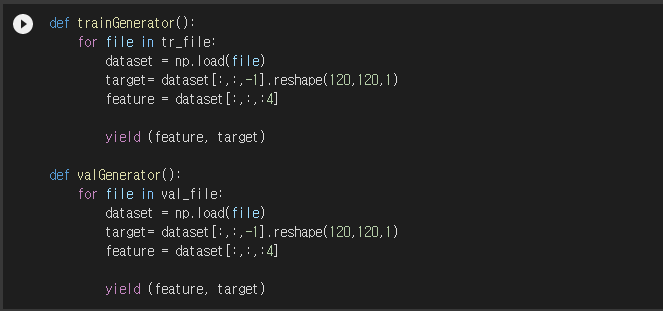 def trainGenerator():
    for file in tr_file:
        dataset = np.load(file)
        target= dataset[:,:,-1].reshape(120,120,1)
        feature = dataset[:,:,:4]

        yield (feature, target)

def valGenerator():
    for file in val_file:
        dataset = np.load(file)
        target= dataset[:,:,-1].reshape(120,120,1)
        feature = dataset[:,:,:4]

        yield (feature, target)